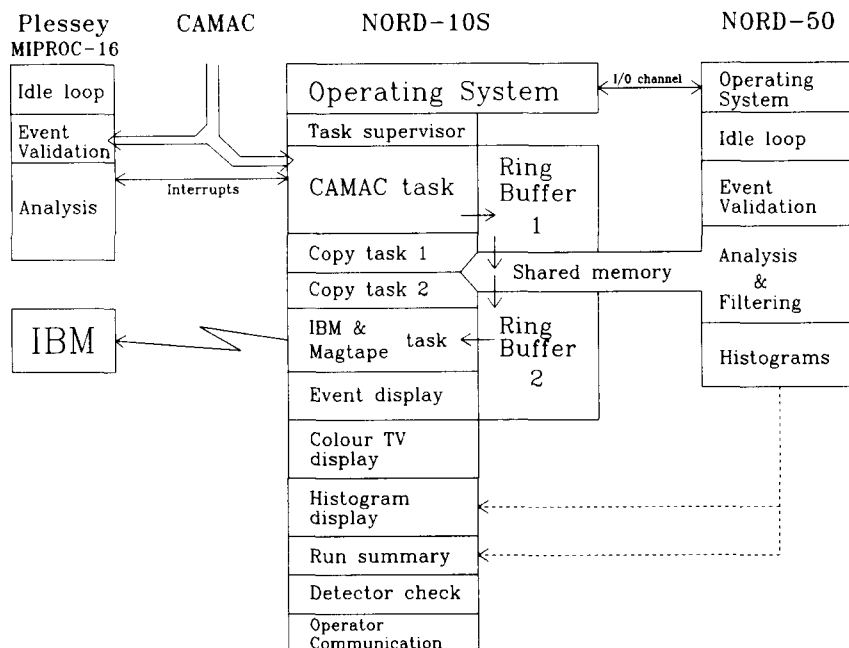 Plessey
MIPROC-16
CAMAC
NORD-10S
NORD-50
Idle loop
Event
Validation
Analysis
Interrupts
IBM
Operating System
Task supervisor
CAMAC task
Copy task 1
Copy task 2
IBM &
Magtape task
Event display
Colour TV
display
Histogram
display
Run summary
Detector check
Operator
Communication
Ring
Buffer
1
Shared memory
Ring
Buffer
2
I/O channel
Operating
System
Idle loop
Event
Validation
Analysis
&
Filtering
Histograms